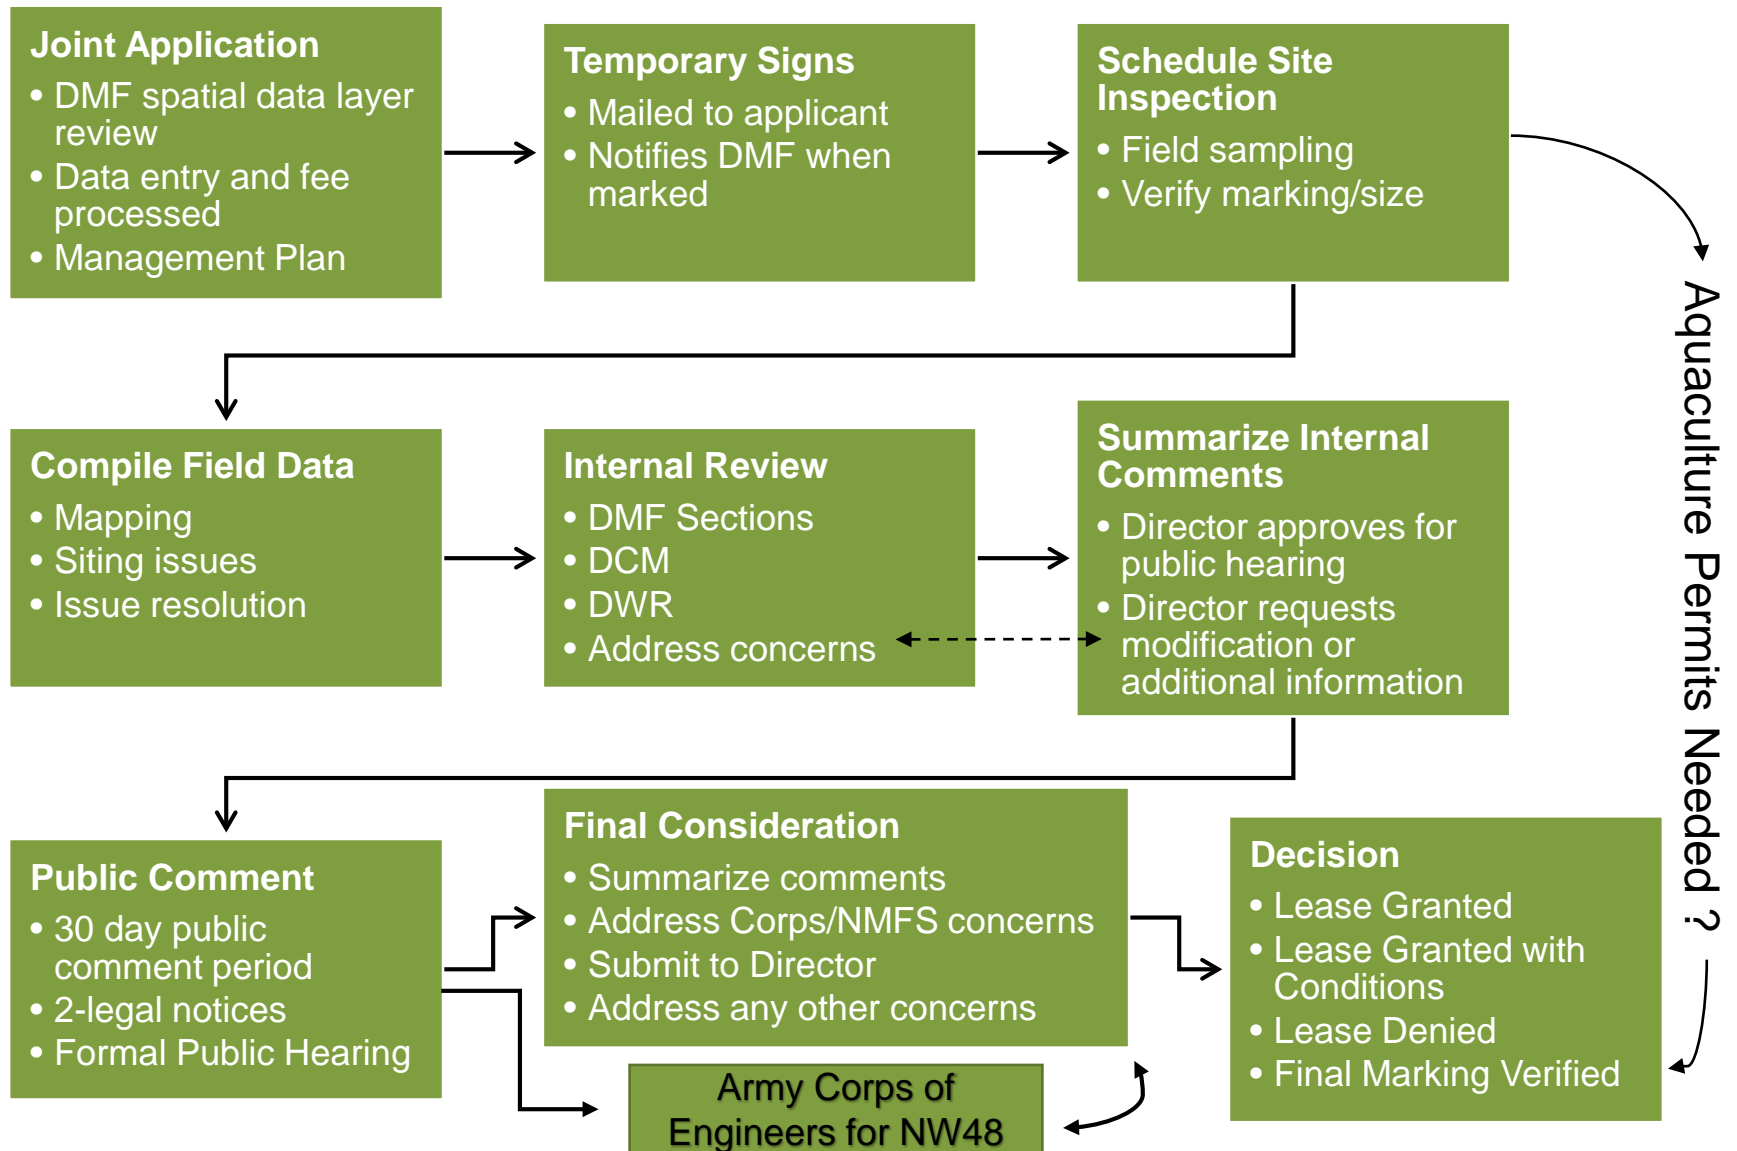 Joint Application
• DMF spatial data layer
review
• Data entry and fee
processed
• Management Plan
Temporary Signs
• Mailed to applicant
• Notifies DMF when
marked
Schedule Site
Inspection
• Field sampling
• Verify marking/size
Aquaculture Permits Needed ?
Compile Field Data
• Mapping
• Siting issues
• Issue resolution
Internal Review
• DMF Sections
• DCM
• DWR
• Address concerns
Summarize Internal
Comments
• Director approves for
public hearing
• Director requests
modification or
additional information
Public Comment
• 30 day public
comment period
• 2-legal notices
• Formal Public Hearing
Final Consideration
• Summarize comments
• Address Corps/NMFS concerns
• Submit to Director
• Address any other concerns
Army Corps of
Engineers for NW48
Decision
• Lease Granted
• Lease Granted with
Conditions
• Lease Denied
• Final Marking Verified